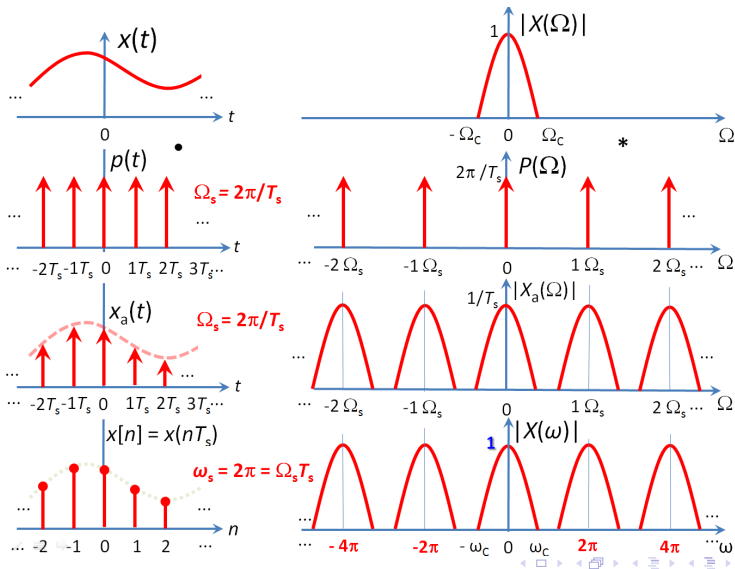 x(t)
1 |X(Ω)|
... ... t
0
- Ω_C 0 Ω_C Ω
• *
p(t) Ω_s = 2π/T_s
2π/T_s P(Ω)
... ... t
... ...
... -2T_s -1T_s 0 1T_s 2T_s 3T_s...
... -2 Ω_s -1 Ω_s 0 1 Ω_s 2 Ω_s ... Ω
x_a(t) Ω_s = 2π/T_s
1/T_s |X_a(Ω)|
... ... t
... ...
... -2T_s -1T_s 0 1T_s 2T_s 3T_s...
... -2 Ω_s -1 Ω_s 0 1 Ω_s 2 Ω_s ... Ω
x[n] = x(nT_s)
ω_s = 2π = Ω_sT_s
1 |X(ω)|
... ... n
... ...
... -2 -1 0 1 2 ...
... - 4π -2π - ω_C 0 ω_C 2π 4π ... ω